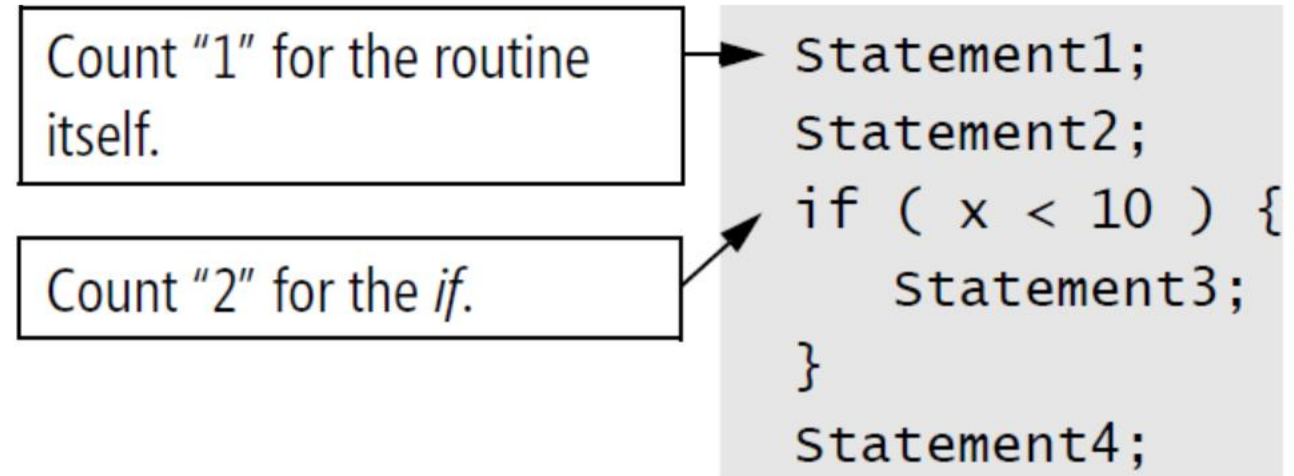 Count “1” for the routine
itself.
Count “2” for the if.
Statement1;
Statement2;
if ( x < 10 ) {
Statement3;
}
Statement4;